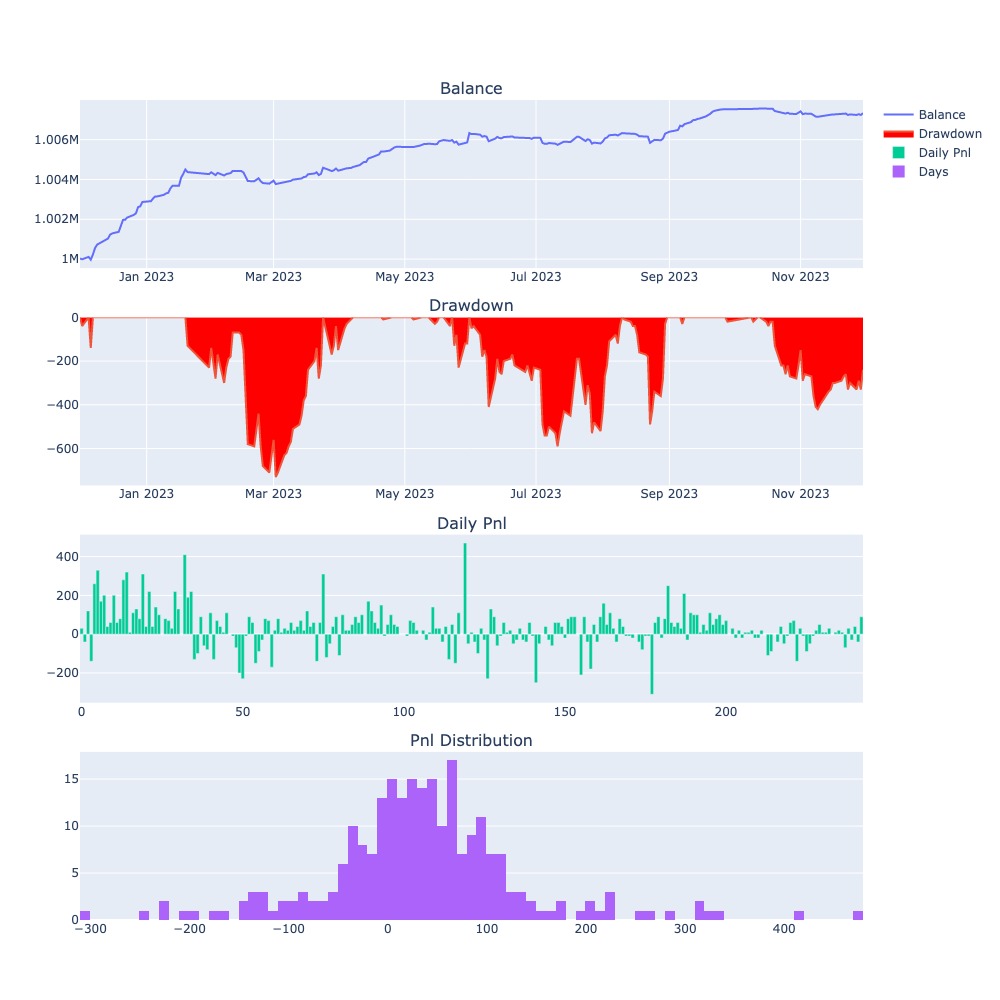 Balance
1.006M
1.004M
1.002M
1M
Jan 2023
Mar 2023
May 2023
Jul 2023
Sep 2023
Nov 2023
Balance
Drawdown
Daily Pnl
Days
Drawdown
0
−200
−400
−600
Jan 2023
Mar 2023
May 2023
Jul 2023
Sep 2023
Nov 2023
Daily Pnl
400
200
0
−200
0
50
100
150
200
Pnl Distribution
15
10
5
0
−300
−200
−100
0
100
200
300
400